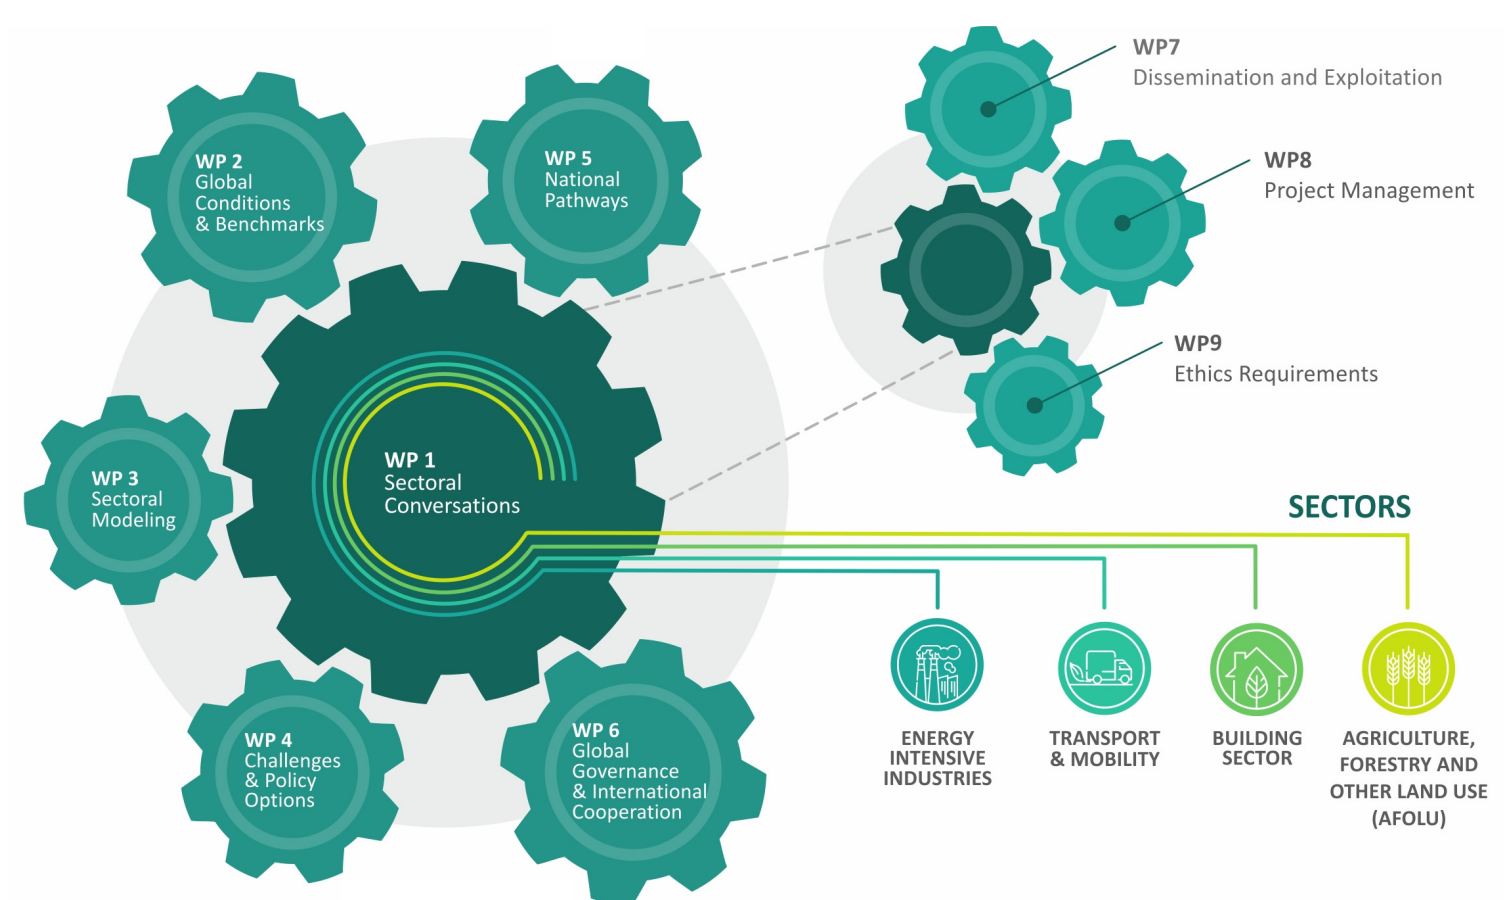 WP 2
Global
Conditions
& Benchmarks
WP 5
National
Pathways
WP7
Dissemination and Exploitation
WP8
Project Management
WP9
Ethics Requirements
WP 1
Sectoral
Conversations
WP 3
Sectoral
Modeling
WP 4
Challenges
& Policy
Options
WP 6
Global
Governance
& International
Cooperation
SECTORS
ENERGY
INTENSIVE
INDUSTRIES
TRANSPORT
& MOBILITY
BUILDING
SECTOR
AGRICULTURE,
FORESTRY AND
OTHER LAND USE
(AFOLU)